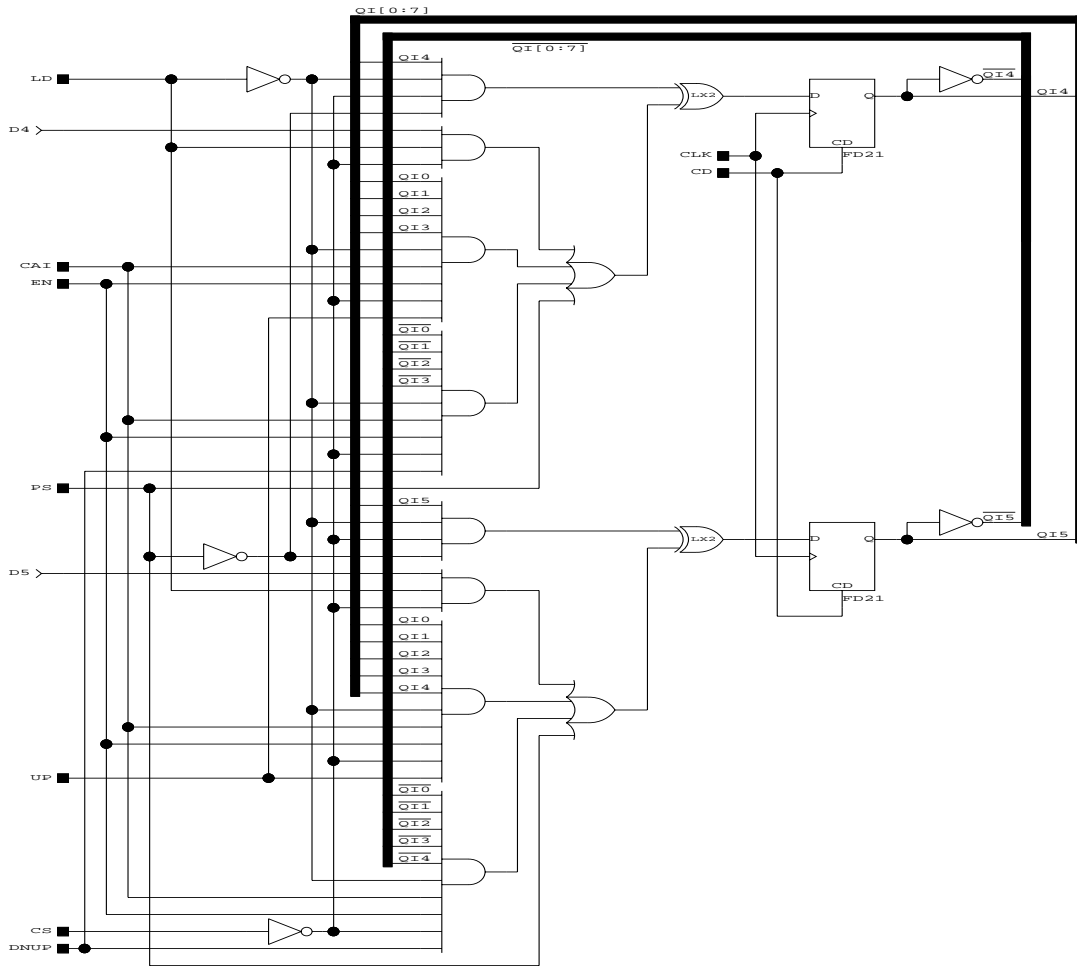 QI[0:7]
QI[0:7]
QI4
LD
QI4
LX2
D
Q
QI4
D4
CD
CLK
FD21
CD
QI0
QI1
QI2
QI3
CAI
EN
QI0
QI1
QI2
QI3
PS
QI5
QI5
LX2
D
Q
QI5
D5
CD
FD21
QI0
QI1
QI2
QI3
QI4
UP
QI0
QI1
QI2
QI3
QI4
CS
DNUP